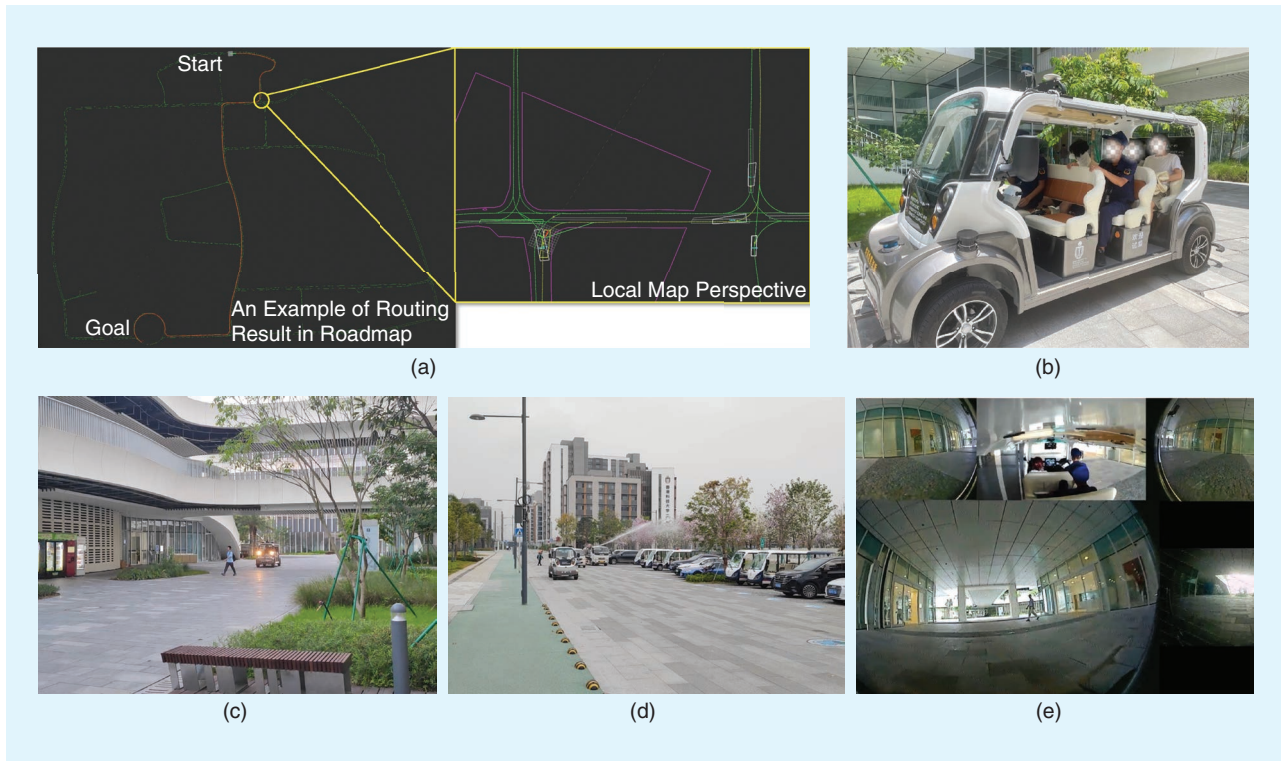 Start
Goal
An Example of Routing
Result in Roadmap
Local Map Perspective
(a)
(b)
(c)
(d)
(e)